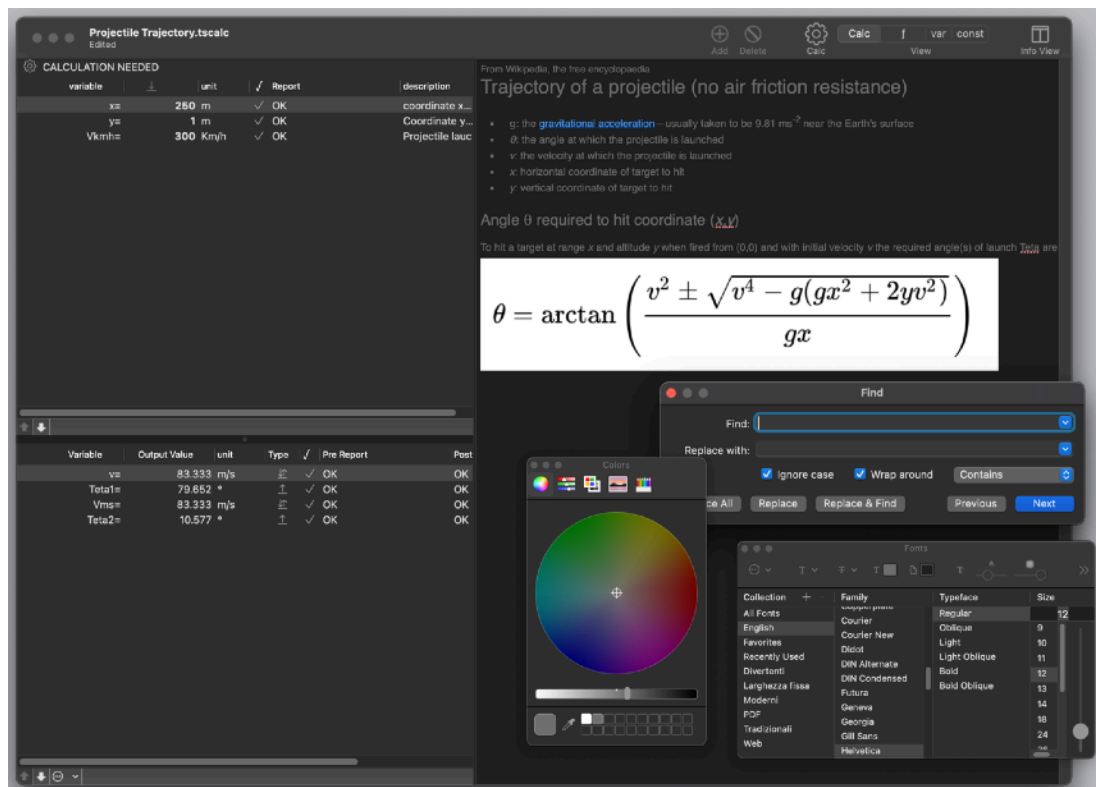 Projectile Trajectory.tscalc
Edited
Add Delete Calc Calc f var const View Info View
CALCULATION NEEDED
variable unit √ Report description
x= 250 m ✓ OK coordinate x...
y= 1 m ✓ OK Coordinate y...
Vkmh= 300 Km/h ✓ OK Projectile lauc
Variable Output Value unit Type √ Pre Report Post
v= 83.333 m/s ✓ OK OK
Teta1= 79.652 ° ✓ OK OK
Vms= 83.333 m/s ✓ OK OK
Teta2= 10.577 ° ✓ OK OK
From Wikipedia, the free encyclopaedia
Trajectory of a projectile (no air friction resistance)
• g: the gravitational acceleration—usually taken to be 9.81 ms⁻² near the Earth's surface
• θ: the angle at which the projectile is launched
• v: the velocity at which the projectile is launched
• x: horizontal coordinate of target to hit
• y: vertical coordinate of target to hit
Angle θ required to hit coordinate (x,y)
To hit a target at range x and altitude y when fired from (0,0) and with initial velocity v the required angle(s) of launch Teta are
θ = arctan ( (v² ± √(v⁴ − g(gx² + 2yv²))) / gx )
Find
Find:
Replace with:
Ignore case Wrap around Contains
ce All Replace Replace & Find Previous Next
Colors
Fonts
Collection + − Family Typeface Size
All Fonts
English
Favorites
Recently Used
Divertenti
Larghezza fissa
Moderni
PDF
Tradizionali
Web
Copperplate
Courier
Courier New
Didot
DIN Alternate
DIN Condensed
Futura
Geneva
Georgia
Gill Sans
Helvetica
Regular
Oblique
Light
Light Oblique
Bold
Bold Oblique
12
9
10
11
12
13
14
18
24